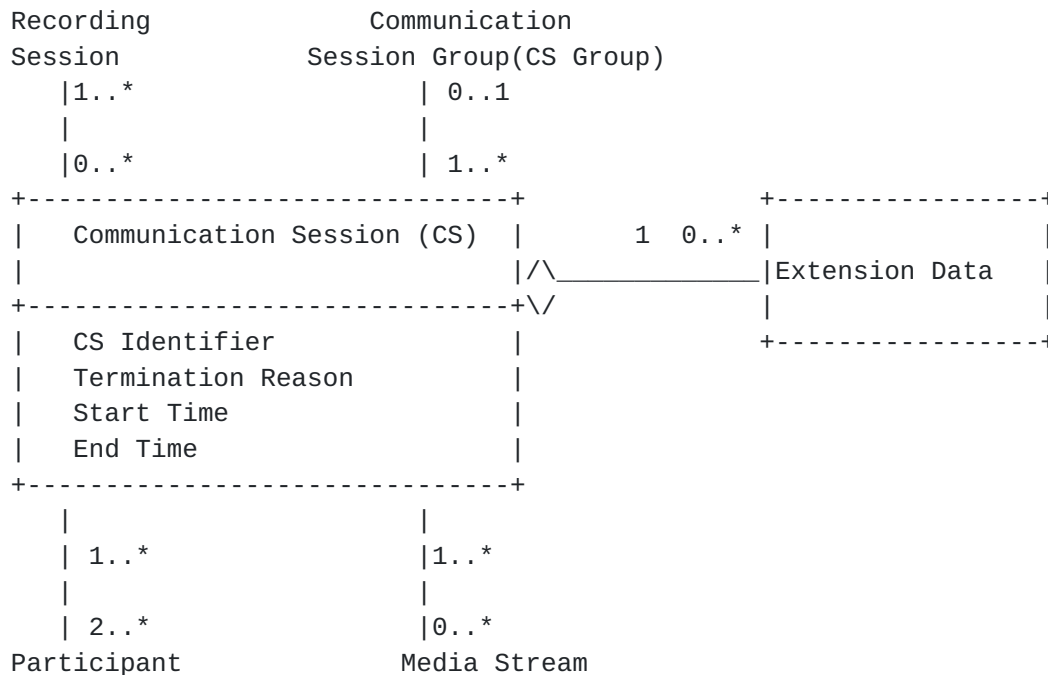 Recording              Communication
Session            Session Group(CS Group)
   |1..*                  | 0..1
   |                      |
   |0..*                  | 1..*
+-------------------------------+               +-----------------+
|   Communication Session (CS)  |       1  0..* |                 |
|                               |/\_____________|Extension Data   |
+-------------------------------+\/             |                 |
|   CS Identifier               |               +-----------------+
|   Termination Reason          |
|   Start Time                  |
|   End Time                    |
+-------------------------------+
   |                      |
   | 1..*                 |1..*
   |                      |
   | 2..*                 |0..*
Participant              Media Stream